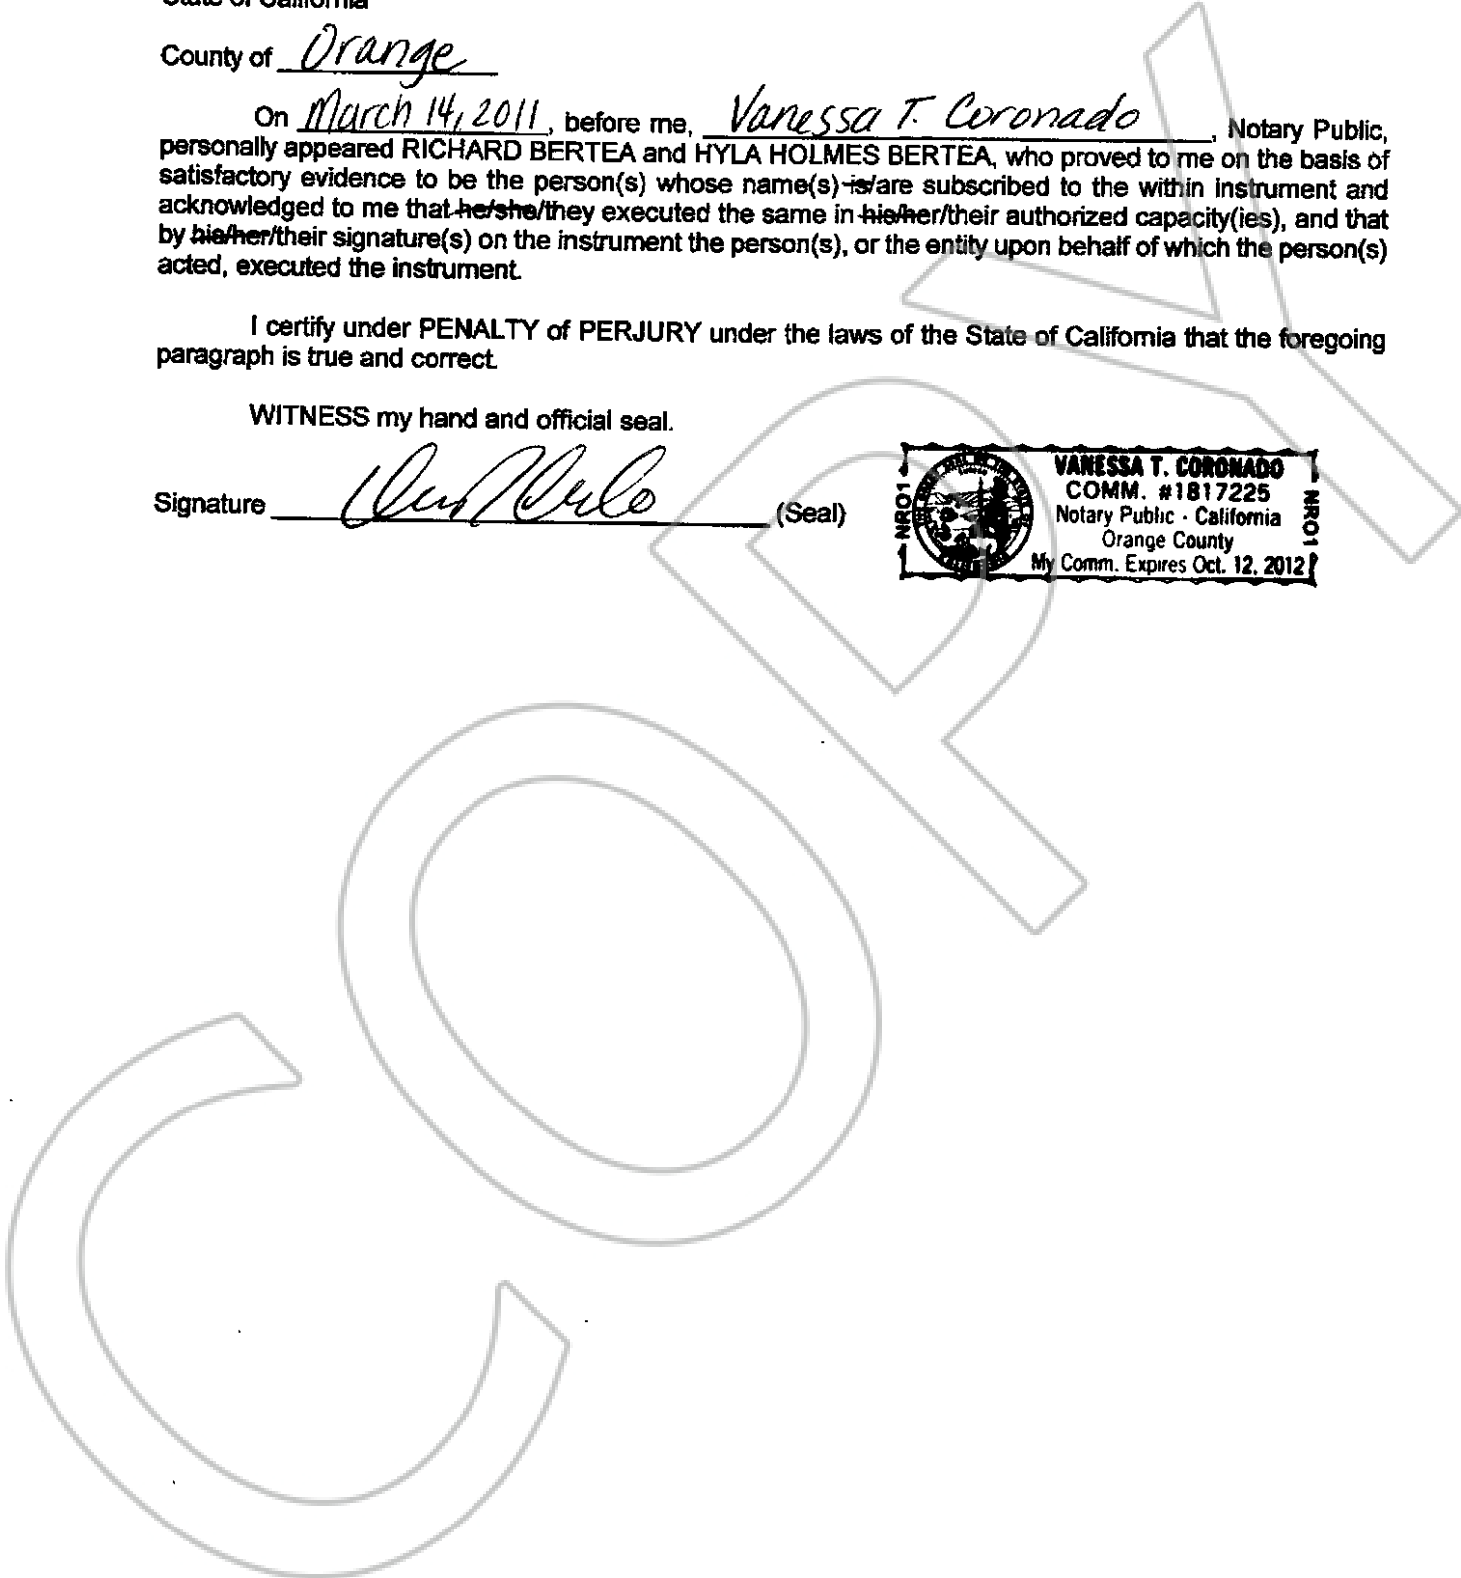 State of California
County of Orange
On March 14, 2011, before me, Vanessa T. Coronado, Notary Public,
personally appeared RICHARD BERTEA and HYLA HOLMES BERTEA, who proved to me on the basis of
satisfactory evidence to be the person(s) whose name(s) is/are subscribed to the within instrument and
acknowledged to me that he/she/they executed the same in his/her/their authorized capacity(ies), and that
by his/her/their signature(s) on the instrument the person(s), or the entity upon behalf of which the person(s)
acted, executed the instrument.
I certify under PENALTY of PERJURY under the laws of the State of California that the foregoing
paragraph is true and correct.
WITNESS my hand and official seal.
Signature (Seal)
NRO1
VANESSA T. CORONADO
COMM. #1817225
Notary Public - California
Orange County
My Comm. Expires Oct. 12, 2012
NRO1
COPY